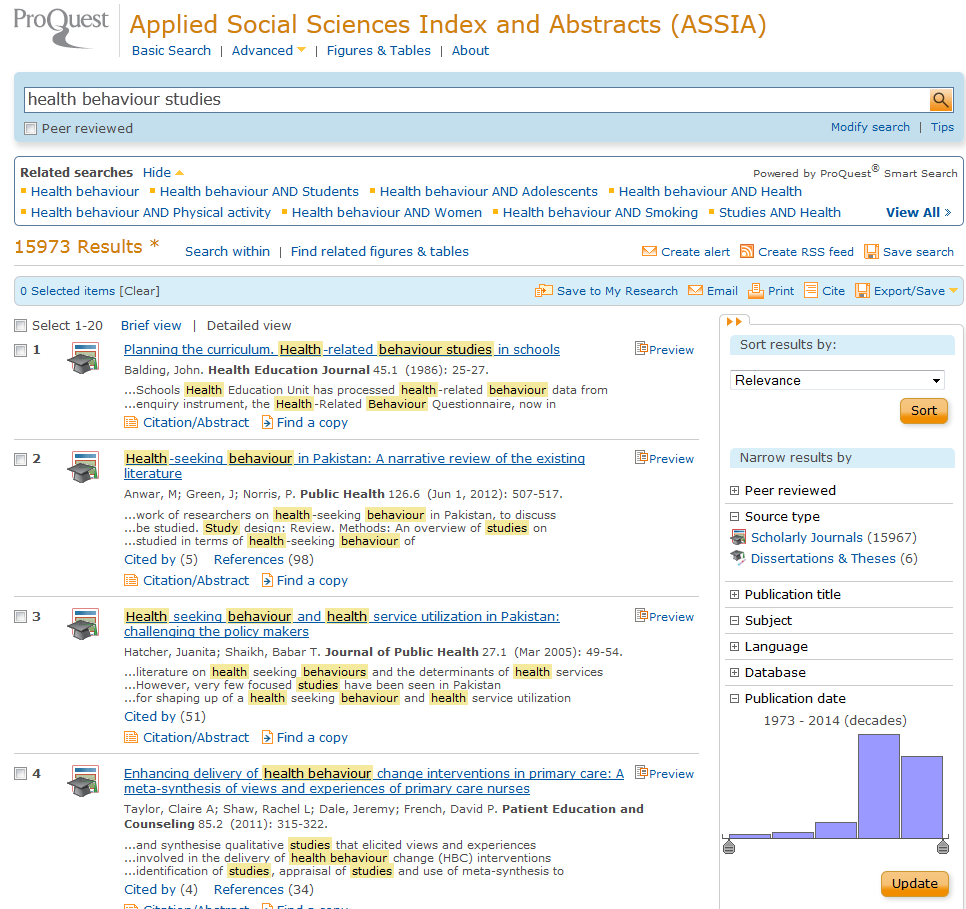 ProQuest
Applied Social Sciences Index and Abstracts (ASSIA)
Basic Search | Advanced | Figures & Tables | About
health behaviour studies
Peer reviewed
Modify search | Tips
Related searches Hide
Powered by ProQuest® Smart Search
Health behaviour Health behaviour AND Students Health behaviour AND Adolescents Health behaviour AND Health
Health behaviour AND Physical activity Health behaviour AND Women Health behaviour AND Smoking Studies AND Health View All »
15973 Results * Search within | Find related figures & tables
Create alert Create RSS feed Save search
0 Selected items [Clear]
Save to My Research Email Print Cite Export/Save
Select 1-20 Brief view | Detailed view
1 Planning the curriculum. Health-related behaviour studies in schools
Preview
Balding, John. Health Education Journal 45.1 (1986): 25-27.
...Schools Health Education Unit has processed health-related behaviour data from
...enquiry instrument, the Health-Related Behaviour Questionnaire, now in
Citation/Abstract Find a copy
2 Health-seeking behaviour in Pakistan: A narrative review of the existing
literature
Preview
Anwar, M; Green, J; Norris, P. Public Health 126.6 (Jun 1, 2012): 507-517.
...work of researchers on health-seeking behaviour in Pakistan, to discuss
...be studied. Study design: Review. Methods: An overview of studies on
...studied in terms of health-seeking behaviour of
Cited by (5) References (98)
Citation/Abstract Find a copy
3 Health seeking behaviour and health service utilization in Pakistan:
challenging the policy makers
Preview
Hatcher, Juanita; Shaikh, Babar T. Journal of Public Health 27.1 (Mar 2005): 49-54.
...literature on health seeking behaviours and the determinants of health services
...However, very few focused studies have been seen in Pakistan
...for shaping up of a health seeking behaviour and health service utilization
Cited by (51)
Citation/Abstract Find a copy
4 Enhancing delivery of health behaviour change interventions in primary care: A
meta-synthesis of views and experiences of primary care nurses
Preview
Taylor, Claire A; Shaw, Rachel L; Dale, Jeremy; French, David P. Patient Education and
Counseling 85.2 (2011): 315-322.
...and synthesise qualitative studies that elicited views and experiences
...involved in the delivery of health behaviour change (HBC) interventions
...identification of studies, appraisal of studies and use of meta-synthesis to
Cited by (4) References (34)
Citation/Abstract Find a copy
Sort results by:
Relevance
Sort
Narrow results by
Peer reviewed
Source type
Scholarly Journals (15967)
Dissertations & Theses (6)
Publication title
Subject
Language
Database
Publication date
1973 - 2014 (decades)
Update